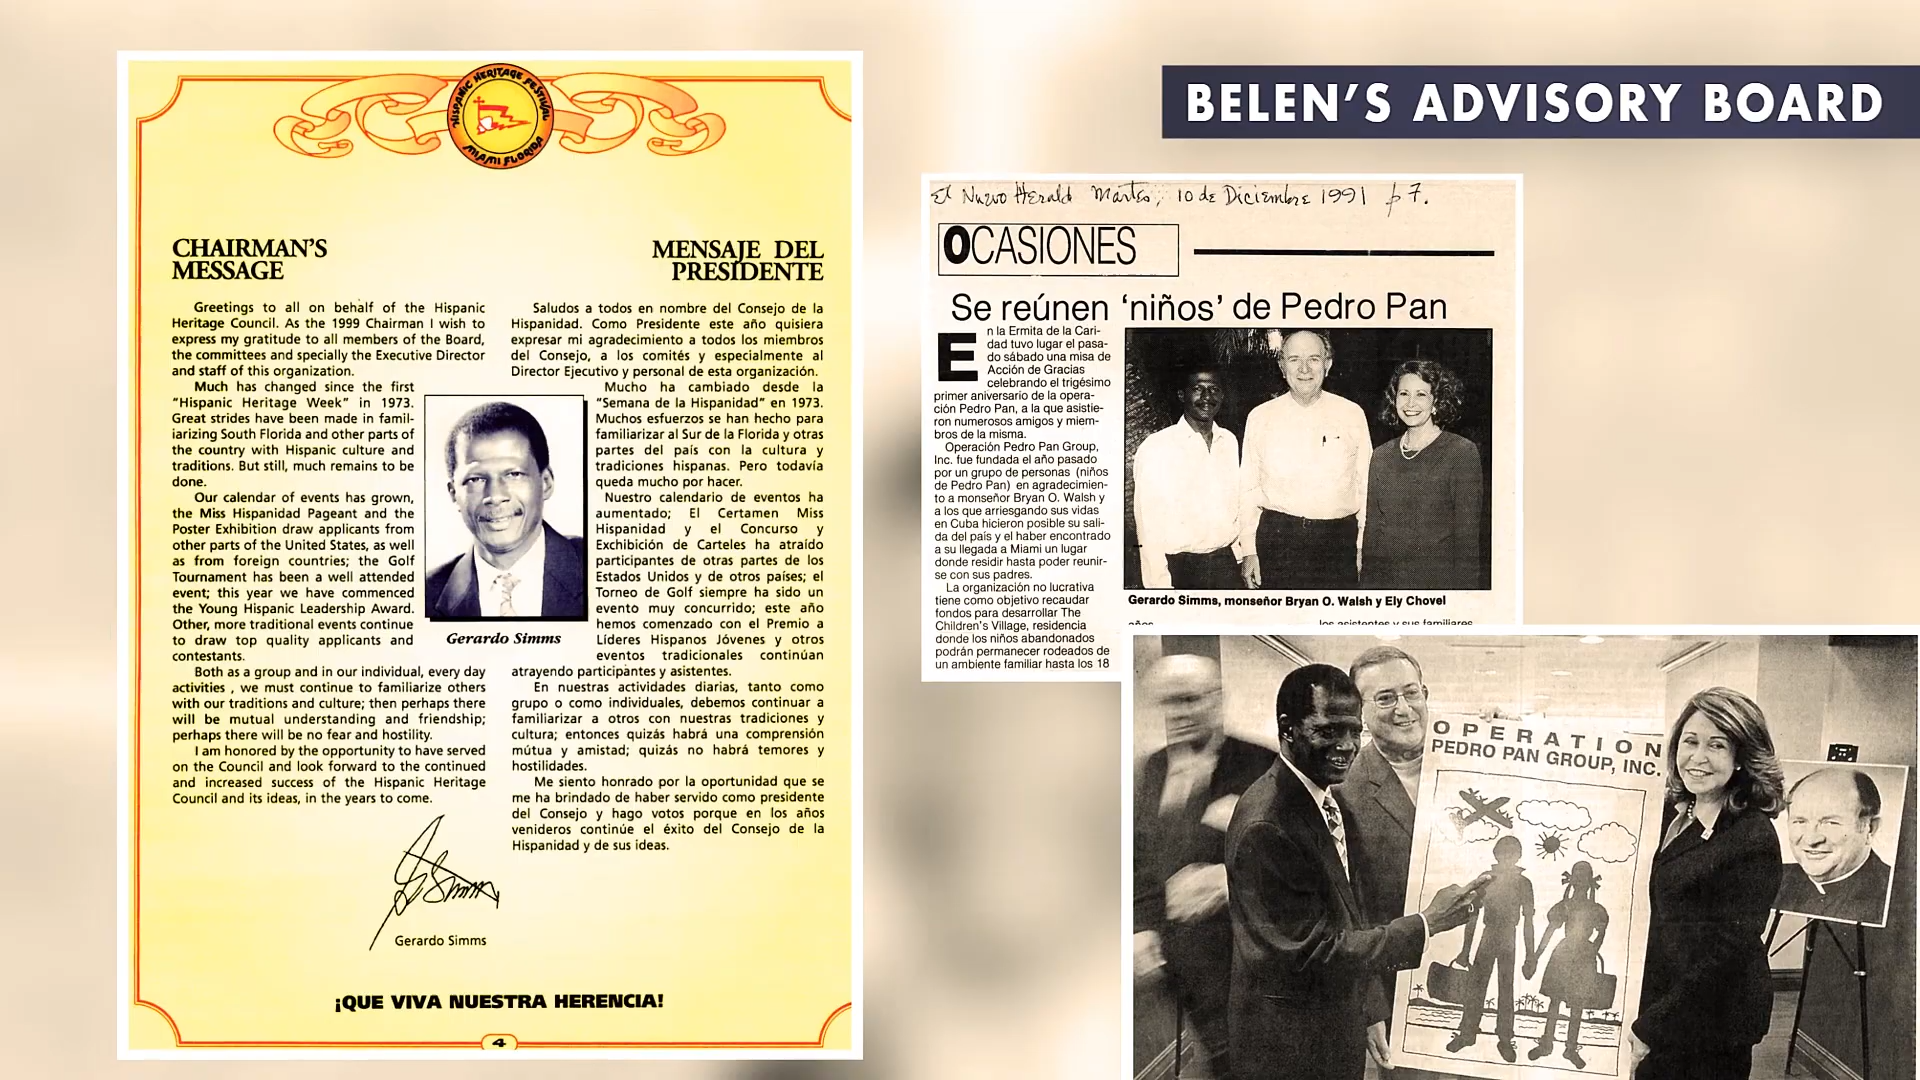 BELEN'S ADVISORY BOARD
HISPANIC HERITAGE FESTIVAL
MIAMI FLORIDA
CHAIRMAN'S
MESSAGE
Greetings to all on behalf of the Hispanic
Heritage Council. As the 1999 Chairman I wish to
express my gratitude to all members of the Board,
the committees and specially the Executive Director
and staff of this organization.
Much has changed since the first
"Hispanic Heritage Week" in 1973.
Great strides have been made in famil-
iarizing South Florida and other parts of
the country with Hispanic culture and
traditions. But still, much remains to be
done.
Our calendar of events has grown,
the Miss Hispanidad Pageant and the
Poster Exhibition draw applicants from
other parts of the United States, as well
as from foreign countries; the Golf
Tournament has been a well attended
event; this year we have commenced
the Young Hispanic Leadership Award.
Other, more traditional events continue
to draw top quality applicants and
contestants.
Both as a group and in our individual, every day
activities , we must continue to familiarize others
with our traditions and culture; then perhaps there
will be mutual understanding and friendship;
perhaps there will be no fear and hostility.
I am honored by the opportunity to have served
on the Council and look forward to the continued
and increased success of the Hispanic Heritage
Council and its ideas, in the years to come.
MENSAJE DEL
PRESIDENTE
Saludos a todos en nombre del Consejo de la
Hispanidad. Como Presidente este año quisiera
expresar mi agradecimiento a todos los miembros
del Consejo, a los comités y especialmente al
Director Ejecutivo y personal de esta organización.
Mucho ha cambiado desde la
"Semana de la Hispanidad" en 1973.
Muchos esfuerzos se han hecho para
familiarizar al Sur de la Florida y otras
partes del país con la cultura y
tradiciones hispanas. Pero todavía
queda mucho por hacer.
Nuestro calendario de eventos ha
aumentado; El Certamen Miss
Hispanidad y el Concurso y
Exchibición de Carteles ha atraído
participantes de otras partes de los
Estados Unidos y de otros países; el
Torneo de Golf siempre ha sido un
evento muy concurrido; este año
hemos comenzado con el Premio a
Líderes Hispanos Jóvenes y otros
eventos tradicionales continúan
atrayendo participantes y asistentes.
En nuestras actividades diarias, tanto como
grupo o como individuales, debemos continuar a
familiarizar a otros con nuestras tradiciones y
cultura; entonces quizás habrá una comprensión
mútua y amistad; quizás no habrá temores y
hostilidades.
Me siento honrado por la oportunidad que se
me ha brindado de haber servido como presidente
del Consejo y hago votos porque en los años
venideros continúe el éxito del Consejo de la
Hispanidad y de sus ideas.
Gerardo Simms
G Simms
Gerardo Simms
¡QUE VIVA NUESTRA HERENCIA!
4
El Nuevo Herald Martes, 10 de Diciembre 1991 p 7.
OCASIONES
Se reúnen 'niños' de Pedro Pan
En la Ermita de la Cari-
dad tuvo lugar el pasa-
do sábado una misa de
Acción de Gracias
celebrando el trigésimo
primer aniversario de la opera-
ción Pedro Pan, a la que asistie-
ron numerosos amigos y miem-
bros de la misma.
Operación Pedro Pan Group,
Inc. fue fundada el año pasado
por un grupo de personas (niños
de Pedro Pan) en agradecimien-
to a monseñor Bryan O. Walsh y
a los que arriesgando sus vidas
en Cuba hicieron posible su sali-
da del país y el haber encontrado
a su llegada a Miami un lugar
donde residir hasta poder reunir-
se con sus padres.
La organización no lucrativa
tiene como objetivo recaudar
fondos para desarrollar The
Children's Village, residencia
donde los niños abandonados
podrán permanecer rodeados de
un ambiente familiar hasta los 18
Gerardo Simms, monseñor Bryan O. Walsh y Ely Chovel
años
los asistentes y sus familiares
OPERATION
PEDRO PAN GROUP, INC.